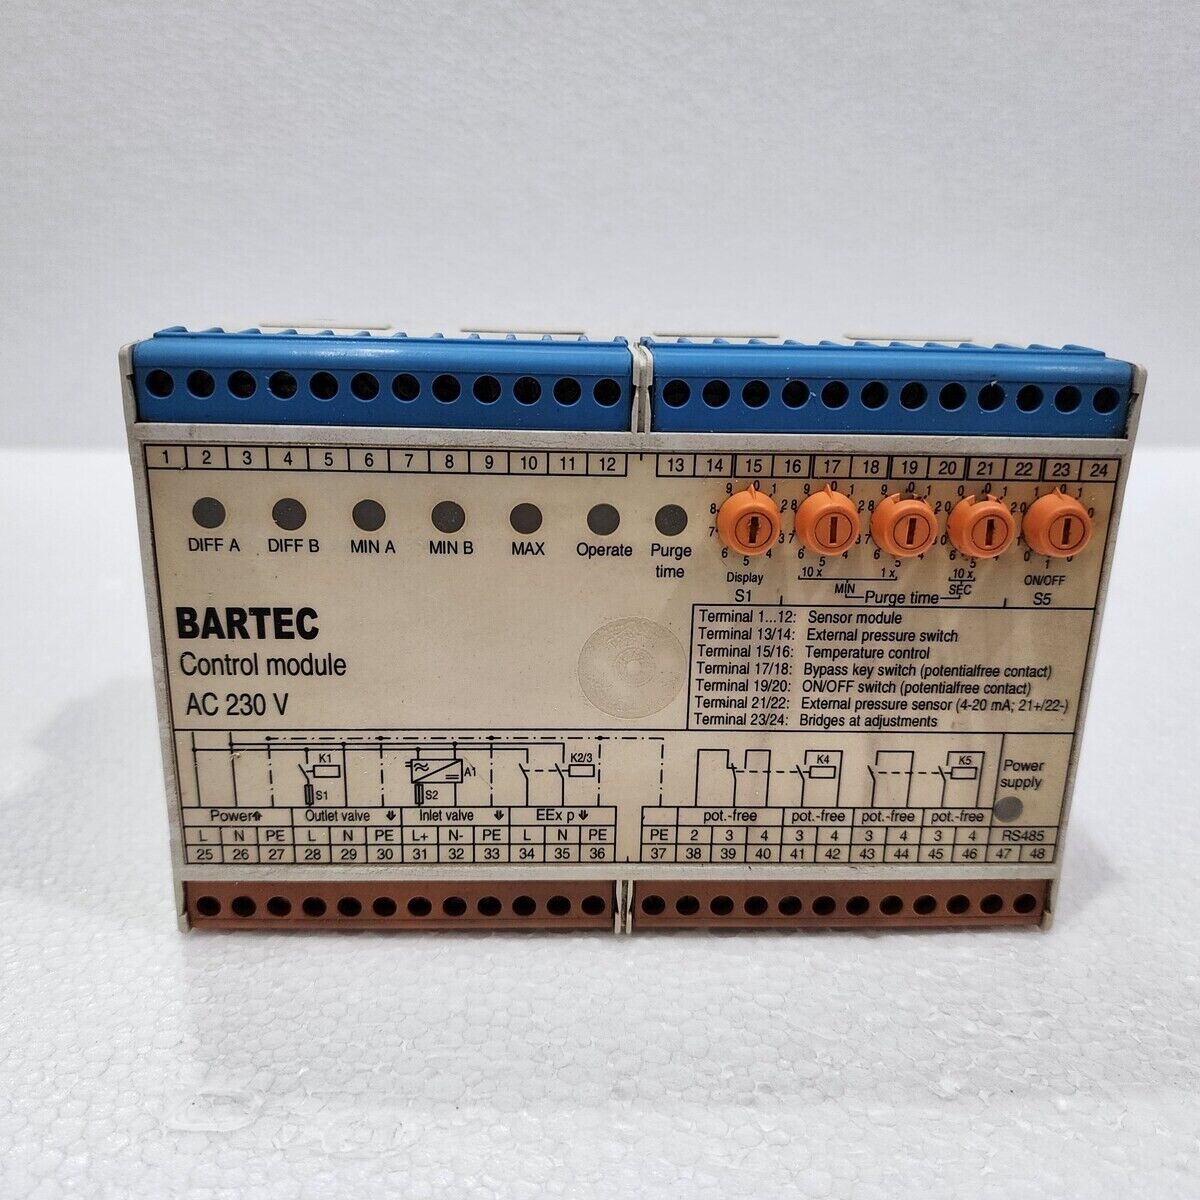 1 2 3 4 5 6 7 8 9 10 11 12 13 14 15 16 17 18 19 20 21 22 23 24
DIFF A DIFF B MIN A MIN B MAX Operate Purge time
Display 10 x 1 x 10 x ON/OFF
S1 MIN Purge time SEC S5
BARTEC
Control module
AC 230 V
Terminal 1...12: Sensor module
Terminal 13/14: External pressure switch
Terminal 15/16: Temperature control
Terminal 17/18: Bypass key switch (potentialfree contact)
Terminal 19/20: ON/OFF switch (potentialfree contact)
Terminal 21/22: External pressure sensor (4-20 mA; 21+/22-)
Terminal 23/24: Bridges at adjustments
K1 S1 A1 S2 K2/3 K4 K5
Power supply
Power Outlet valve Inlet valve EEx p pot.-free pot.-free pot.-free pot.-free
L N PE L N PE L+ N- PE L N PE PE 2 3 4 3 4 3 4 3 4 RS485
25 26 27 28 29 30 31 32 33 34 35 36 37 38 39 40 41 42 43 44 45 46 47 48